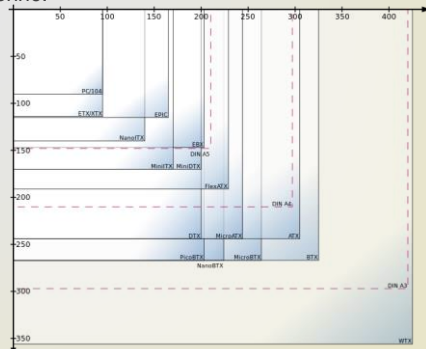 50 100 150 200 250 300 350 400
50
PC/104
100
ETX/XTX EPIC
NanoITX
EBX
150
DIN A5
MiniITX MiniDTX
FlexATX
200
DIN A4
DTX MicroATX ATX
250
PicoBTX MicroBTX BTX
NanoBTX
DIN A3
300
WTX
350